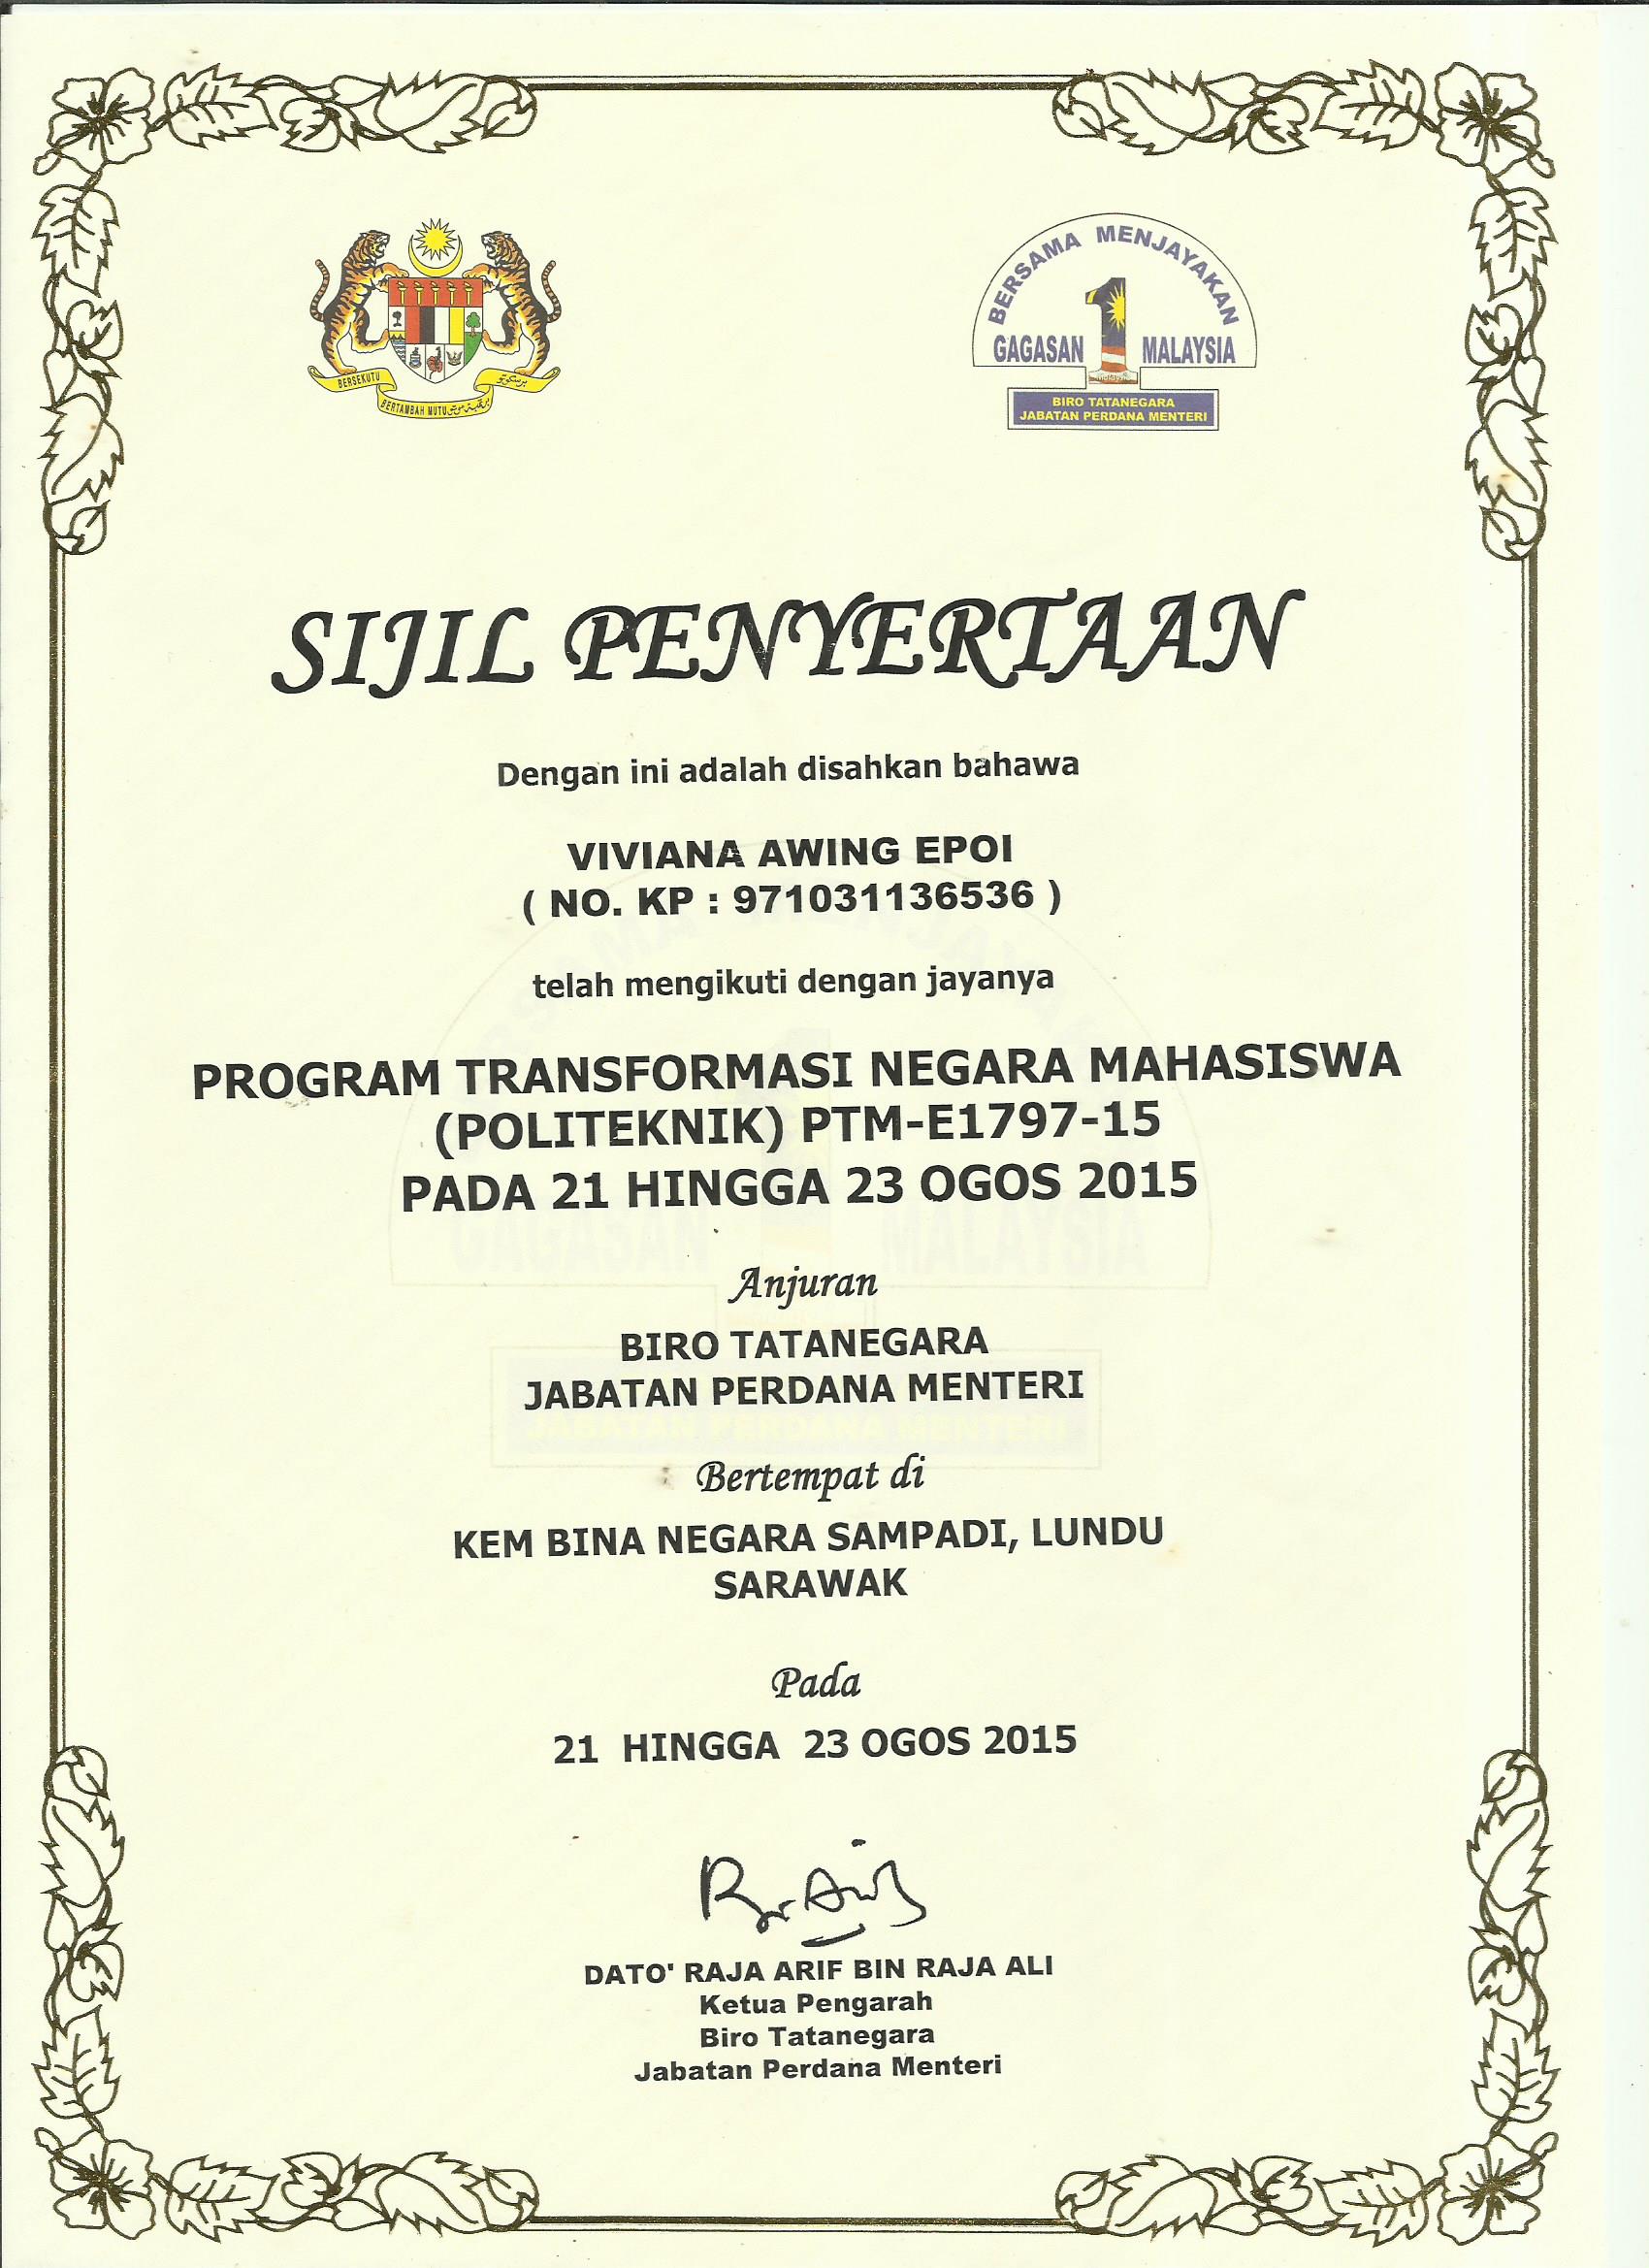 BERSEKUTU
BERTAMBAH MUTU
BERSAMA MENJAYAKAN
GAGASAN 1 MALAYSIA
BIRO TATANEGARA
JABATAN PERDANA MENTERI
SIJIL PENYERTAAN
Dengan ini adalah disahkan bahawa
VIVIANA AWING EPOI
( NO. KP : 971031136536 )
telah mengikuti dengan jayanya
PROGRAM TRANSFORMASI NEGARA MAHASISWA
(POLITEKNIK) PTM-E1797-15
PADA 21 HINGGA 23 OGOS 2015
Anjuran
BIRO TATANEGARA
JABATAN PERDANA MENTERI
Bertempat di
KEM BINA NEGARA SAMPADI, LUNDU
SARAWAK
Pada
21 HINGGA 23 OGOS 2015
DATO' RAJA ARIF BIN RAJA ALI
Ketua Pengarah
Biro Tatanegara
Jabatan Perdana Menteri